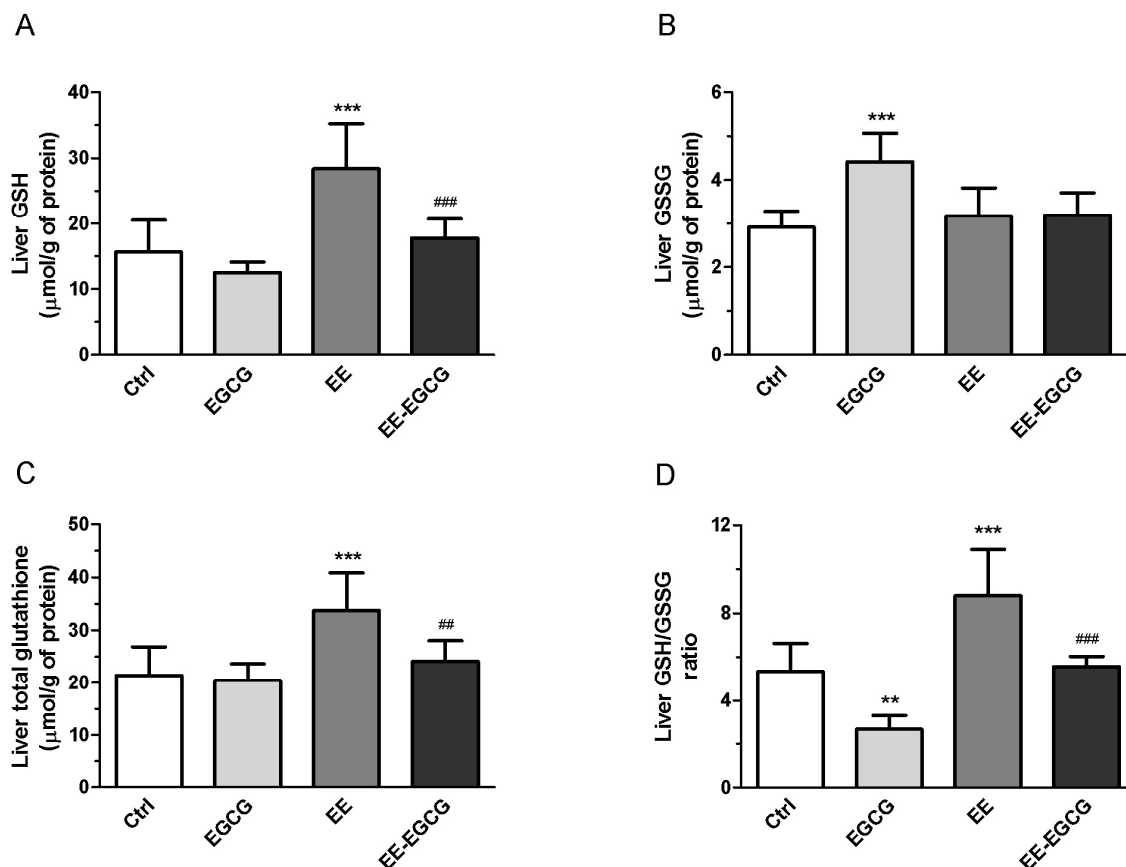 A
Liver GSH
(μmol/g of protein)
40
30
20
10
0
***
###
Ctrl
EGCG
EE
EE-EGCG
B
Liver GSSG
(μmol/g of protein)
6
4
2
0
***
Ctrl
EGCG
EE
EE-EGCG
C
Liver total glutathione
(μmol/g of protein)
50
40
30
20
10
0
***
##
Ctrl
EGCG
EE
EE-EGCG
D
Liver GSH/GSSG
ratio
12
8
4
0
**
***
###
Ctrl
EGCG
EE
EE-EGCG